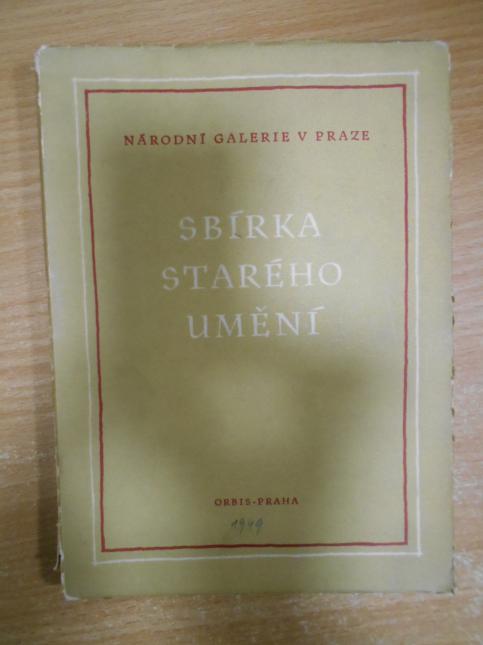 NÁRODNÍ GALERIE V PRAZE
SBÍRKA
STARÉHO
UMĚNÍ
ORBIS-PRAHA
1949